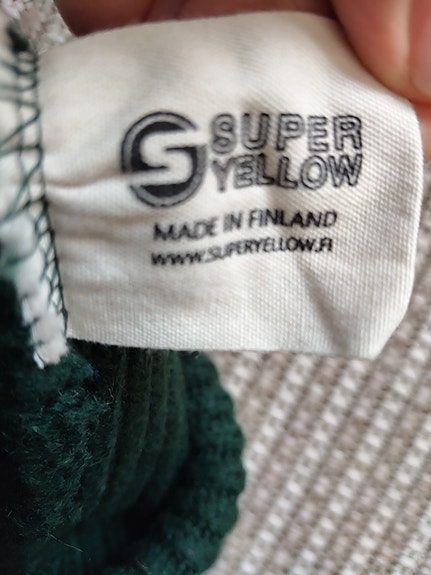 SUPER
YELLOW
MADE IN FINLAND
WWW.SUPERYELLOW.FI